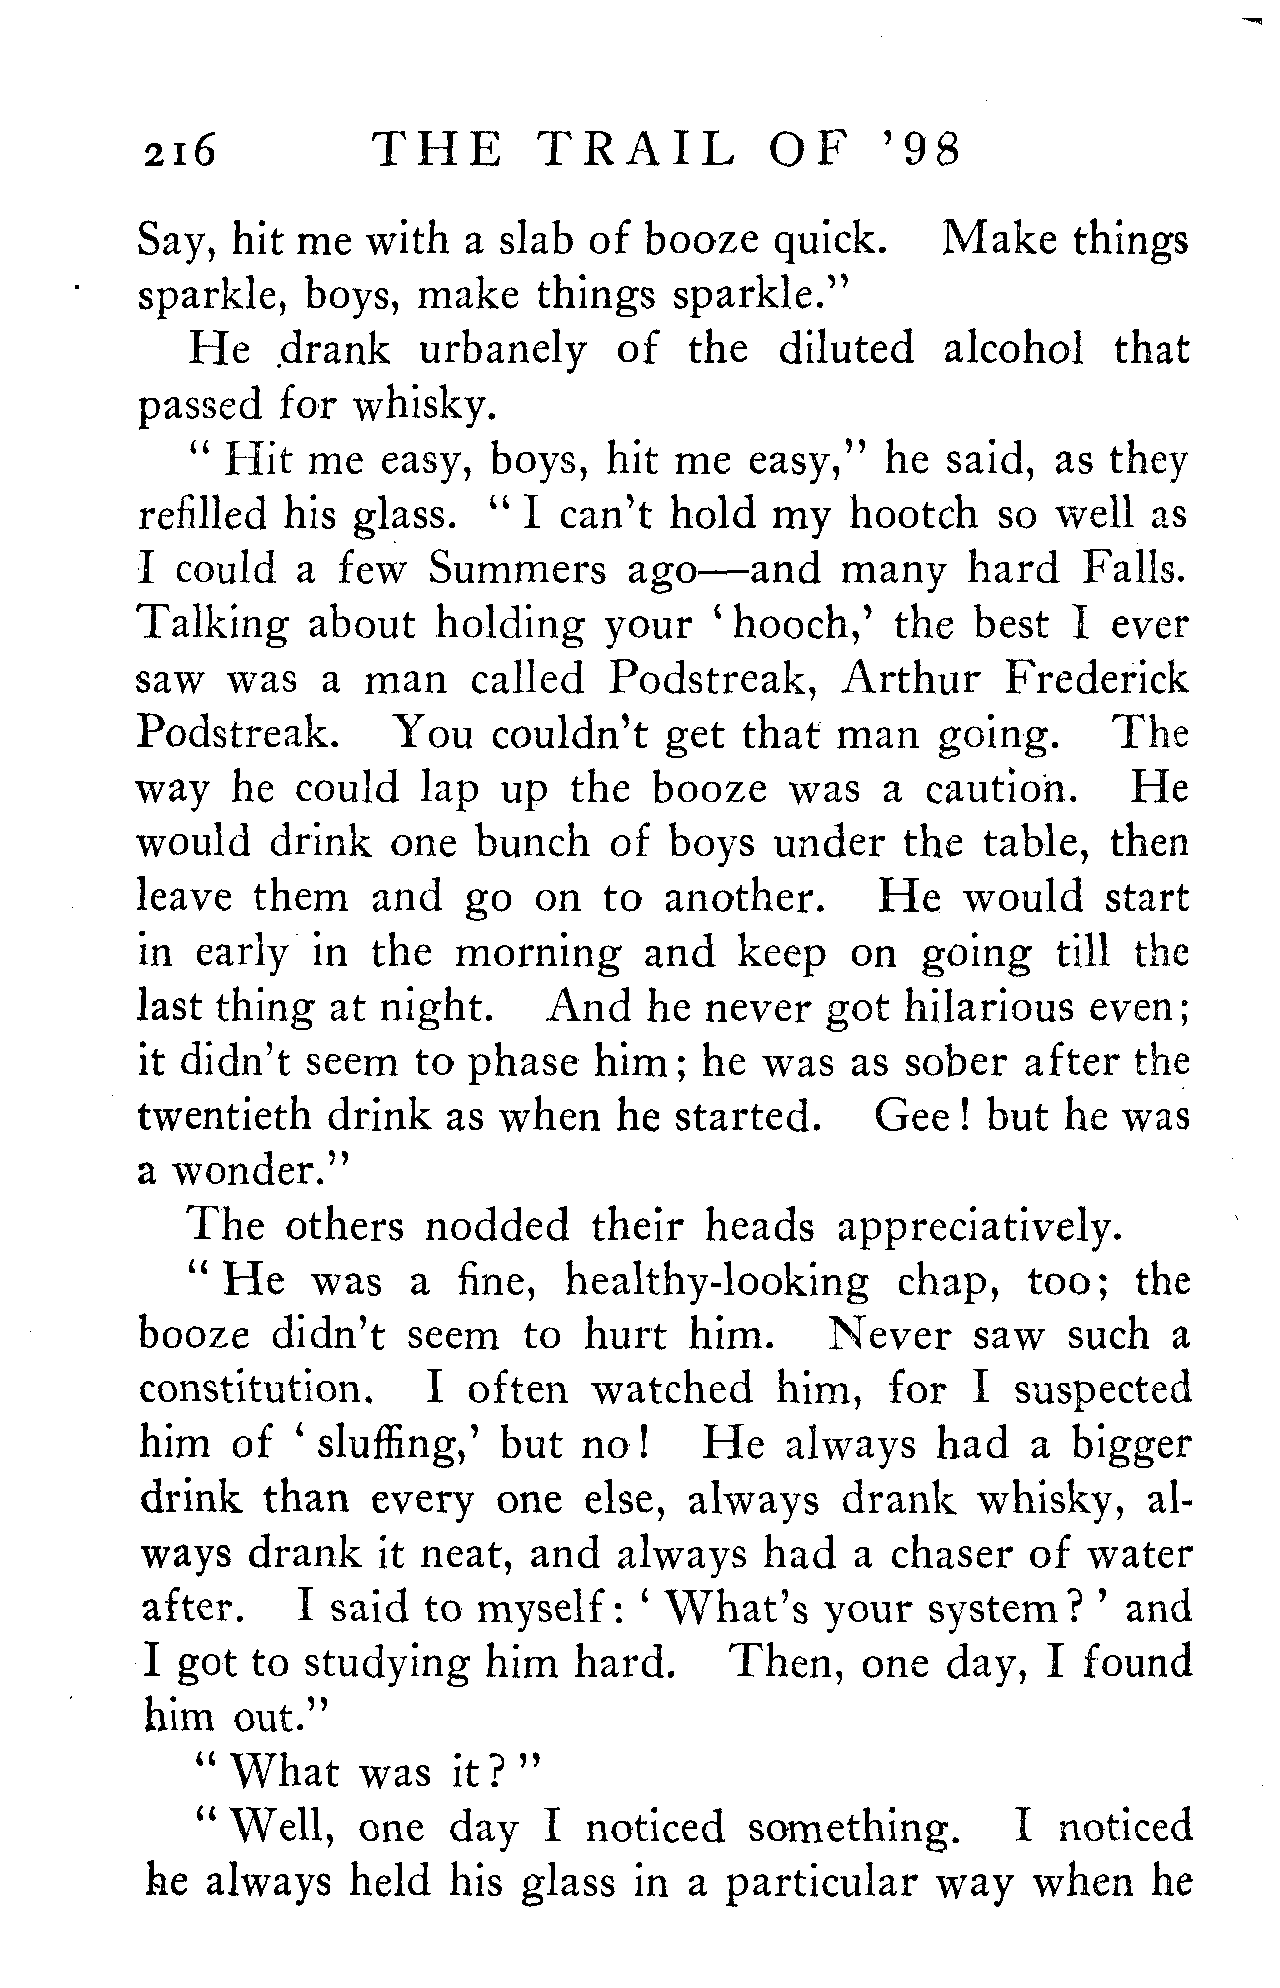 216 THE TRAIL OF '98
Say, hit me with a slab of booze quick. Make things
sparkle, boys, make things sparkle."
He drank urbanely of the diluted alcohol that
passed for whisky.
" Hit me easy, boys, hit me easy," he said, as they
refilled his glass. " I can't hold my hootch so well as
I could a few Summers ago—and many hard Falls.
Talking about holding your ' hooch,' the best I ever
saw was a man called Podstreak, Arthur Frederick
Podstreak. You couldn't get that man going. The
way he could lap up the booze was a caution. He
would drink one bunch of boys under the table, then
leave them and go on to another. He would start
in early in the morning and keep on going till the
last thing at night. And he never got hilarious even;
it didn't seem to phase him; he was as sober after the
twentieth drink as when he started. Gee! but he was
a wonder."
The others nodded their heads appreciatively.
" He was a fine, healthy-looking chap, too; the
booze didn't seem to hurt him. Never saw such a
constitution. I often watched him, for I suspected
him of ' sluffing,' but no! He always had a bigger
drink than every one else, always drank whisky, al-
ways drank it neat, and always had a chaser of water
after. I said to myself: ' What's your system? ' and
I got to studying him hard. Then, one day, I found
him out."
" What was it? "
" Well, one day I noticed something. I noticed
he always held his glass in a particular way when he